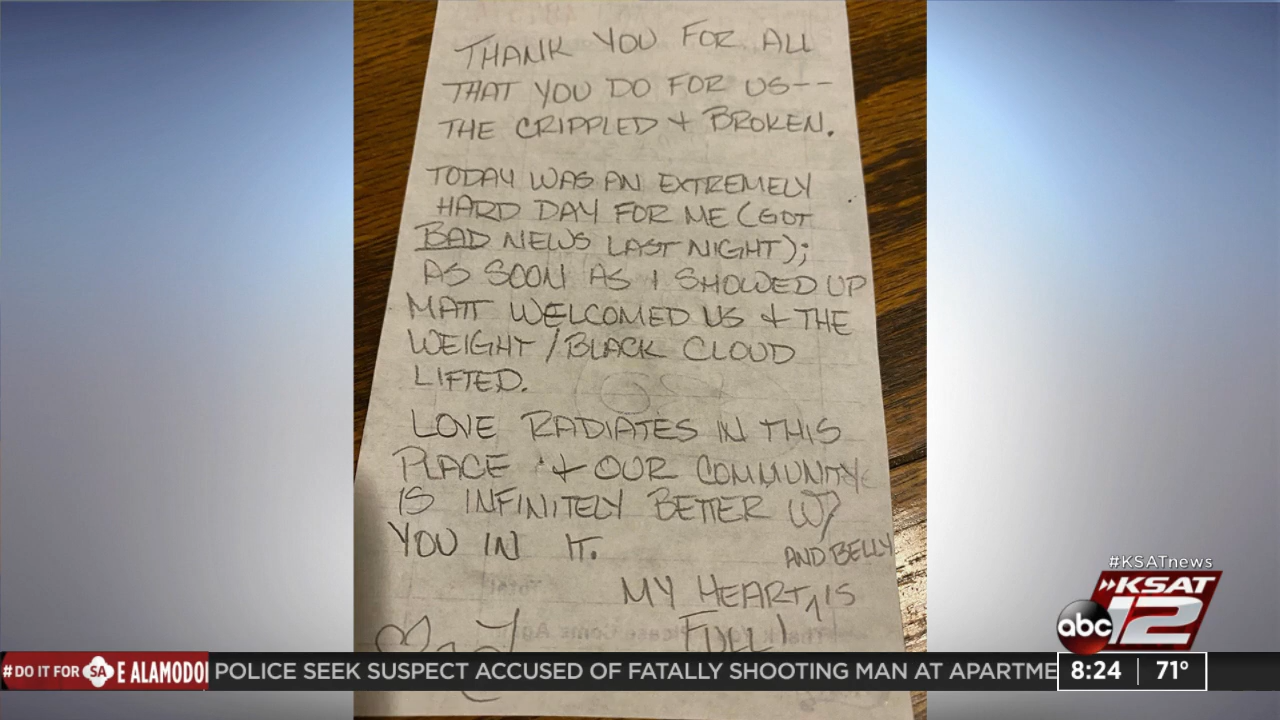 THANK YOU FOR ALL
THAT YOU DO FOR US--
THE CRIPPLED + BROKEN.
TODAY WAS AN EXTREMELY
HARD DAY FOR ME (GOT
BAD NEWS LAST NIGHT);
AS SOON AS I SHOWED UP
MATT WELCOMED US + THE
WEIGHT/BLACK CLOUD
LIFTED.
LOVE RADIATES IN THIS
PLACE + OUR COMMUNITY
IS INFINITELY BETTER W/
YOU IN IT.
AND BELLY
MY HEART ^ IS
FULL!
#KSATnews
KSAT
abc 12
#DO IT FOR SA E ALAMODOI POLICE SEEK SUSPECT ACCUSED OF FATALLY SHOOTING MAN AT APARTME 8:24 71°